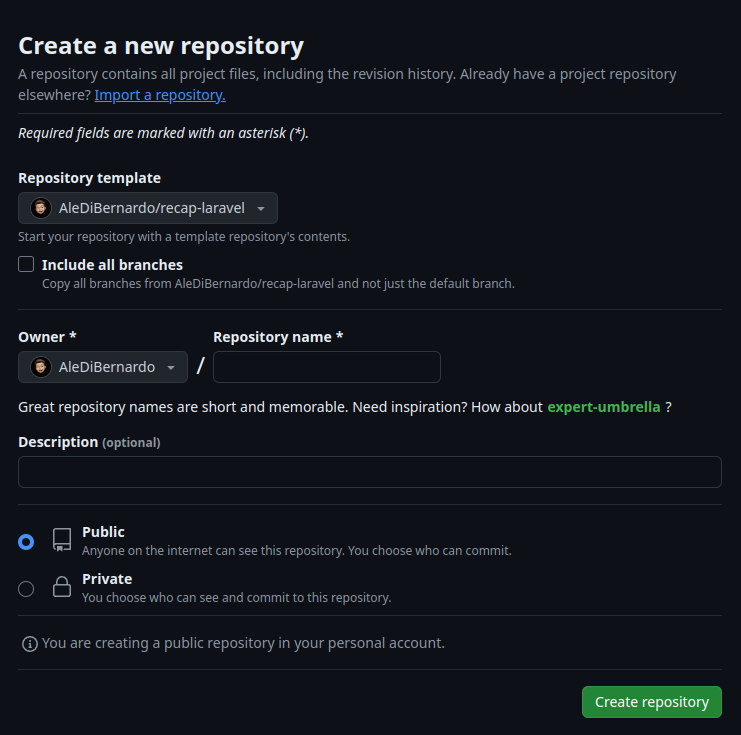 Create a new repository
A repository contains all project files, including the revision history. Already have a project repository
elsewhere? Import a repository.
Required fields are marked with an asterisk (*).
Repository template
AleDiBernardo/recap-laravel
Start your repository with a template repository's contents.
Include all branches
Copy all branches from AleDiBernardo/recap-laravel and not just the default branch.
Owner * Repository name *
AleDiBernardo /
Great repository names are short and memorable. Need inspiration? How about expert-umbrella ?
Description (optional)
Public
Anyone on the internet can see this repository. You choose who can commit.
Private
You choose who can see and commit to this repository.
You are creating a public repository in your personal account.
Create repository